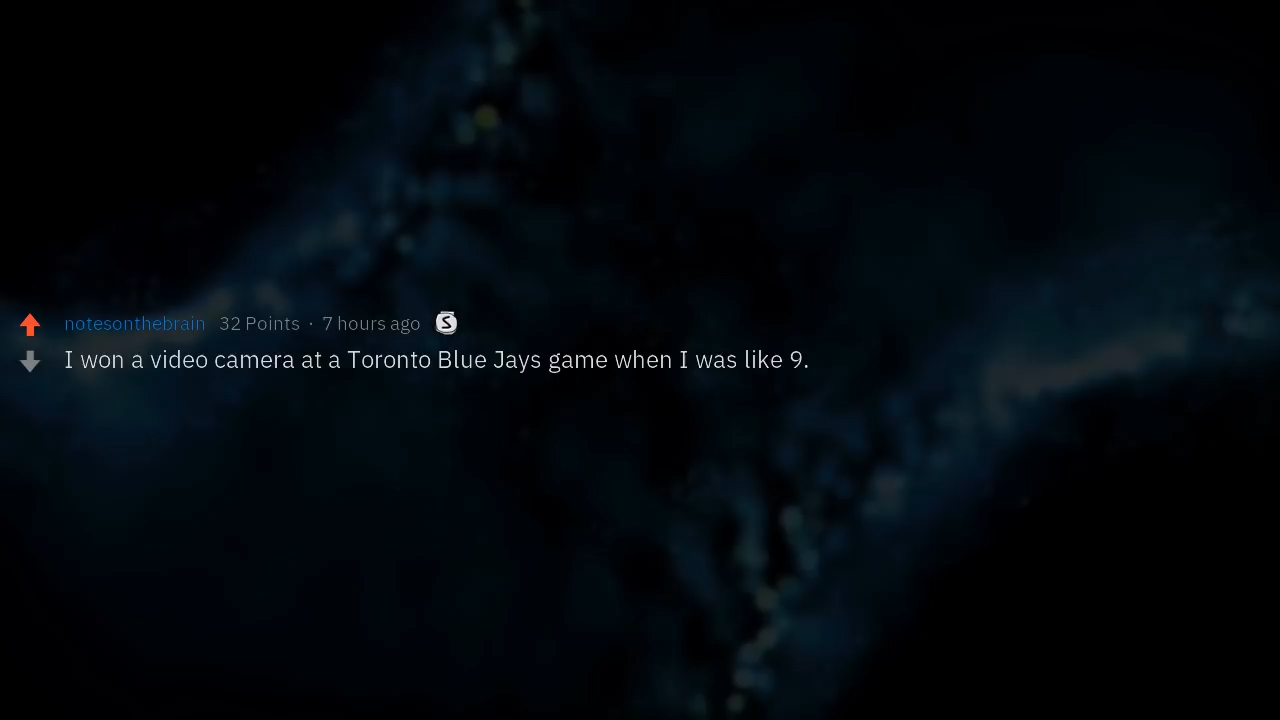 notesonthebrain 32 Points · 7 hours ago S
I won a video camera at a Toronto Blue Jays game when I was like 9.